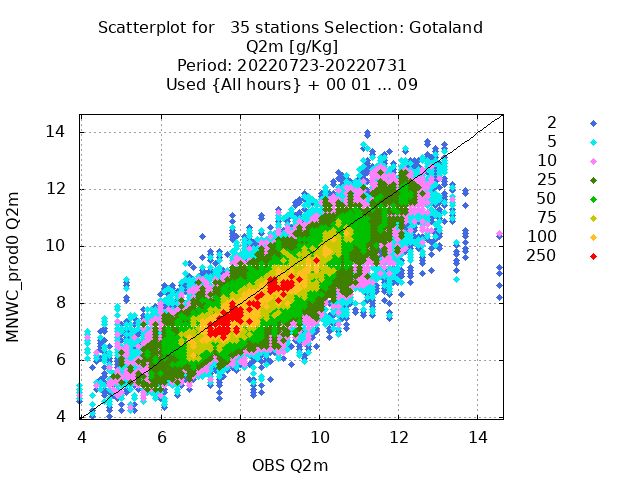 Scatterplot for   35 stations Selection: Gotaland
Q2m [g/Kg]
Period: 20220723-20220731
Used {All hours} + 00 01 ... 09
2
5
10
25
50
75
100
250
MNWC_prod0 Q2m
14
12
10
8
6
4
4 6 8 10 12 14
OBS Q2m